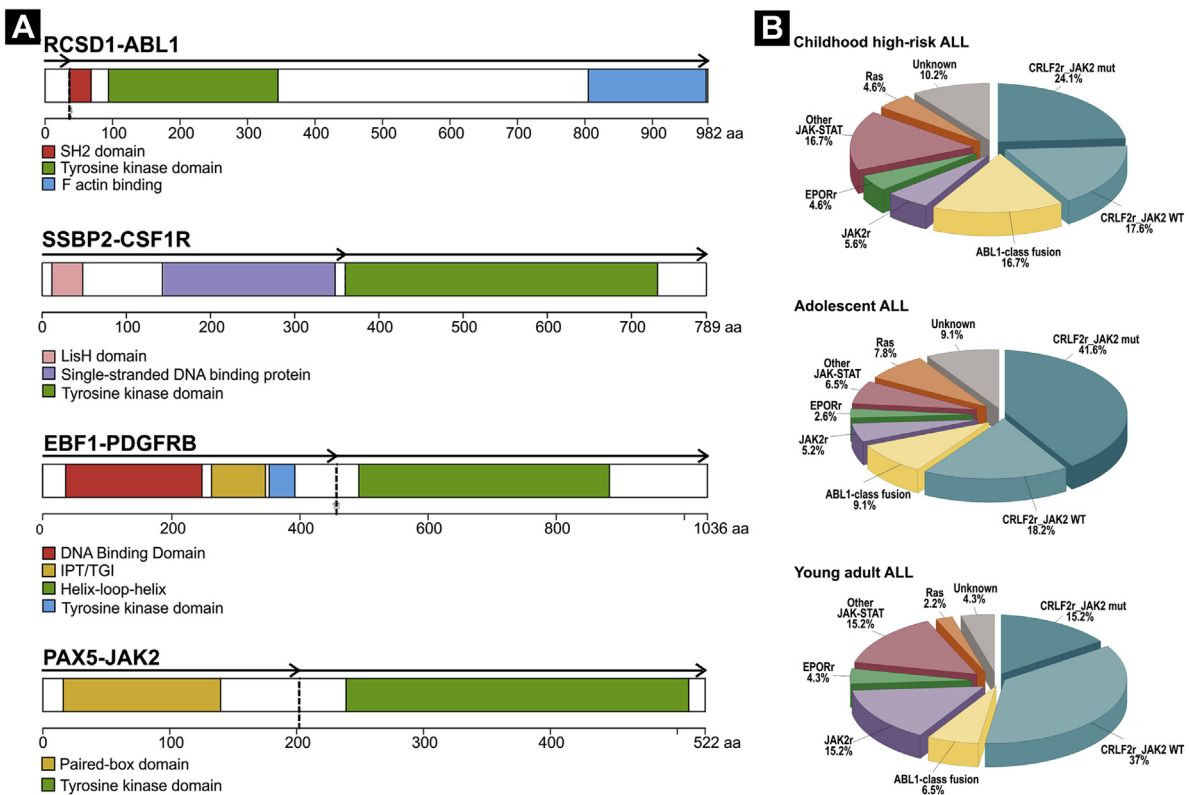 A
RCSD1-ABL1
0 100 200 300 400 500 600 700 800 900 982 aa
SH2 domain
Tyrosine kinase domain
F actin binding
SSBP2-CSF1R
0 100 200 300 400 500 600 700 789 aa
LisH domain
Single-stranded DNA binding protein
Tyrosine kinase domain
EBF1-PDGFRB
0 200 400 600 800 1036 aa
DNA Binding Domain
IPT/TGI
Helix-loop-helix
Tyrosine kinase domain
PAX5-JAK2
0 100 200 300 400 522 aa
Paired-box domain
Tyrosine kinase domain
B
Childhood high-risk ALL
CRLF2r_JAK2 mut
24.1%
CRLF2r_JAK2 WT
17.6%
ABL1-class fusion
16.7%
JAK2r
5.6%
EPORr
4.6%
Other
JAK-STAT
16.7%
Ras
4.6%
Unknown
10.2%
Adolescent ALL
CRLF2r_JAK2 mut
41.6%
CRLF2r_JAK2 WT
18.2%
ABL1-class fusion
9.1%
JAK2r
5.2%
EPORr
2.6%
Other
JAK-STAT
6.5%
Ras
7.8%
Unknown
9.1%
Young adult ALL
CRLF2r_JAK2 mut
15.2%
CRLF2r_JAK2 WT
37%
ABL1-class fusion
6.5%
JAK2r
15.2%
EPORr
4.3%
Other
JAK-STAT
15.2%
Ras
2.2%
Unknown
4.3%